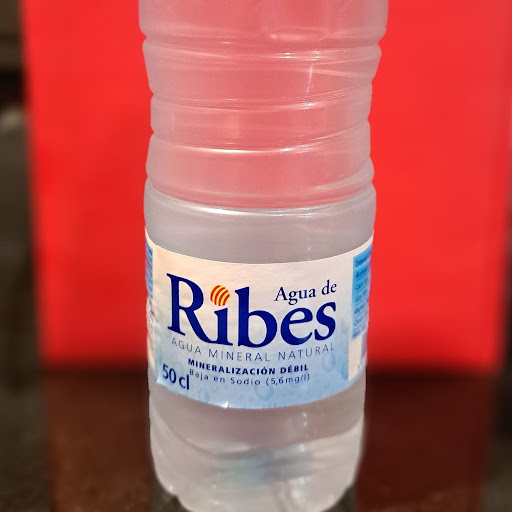 Agua de
Ribes
AGUA MINERAL NATURAL
MINERALIZACIÓN DÉBIL
Baja en Sodio (5,6mg/l)
50 cl